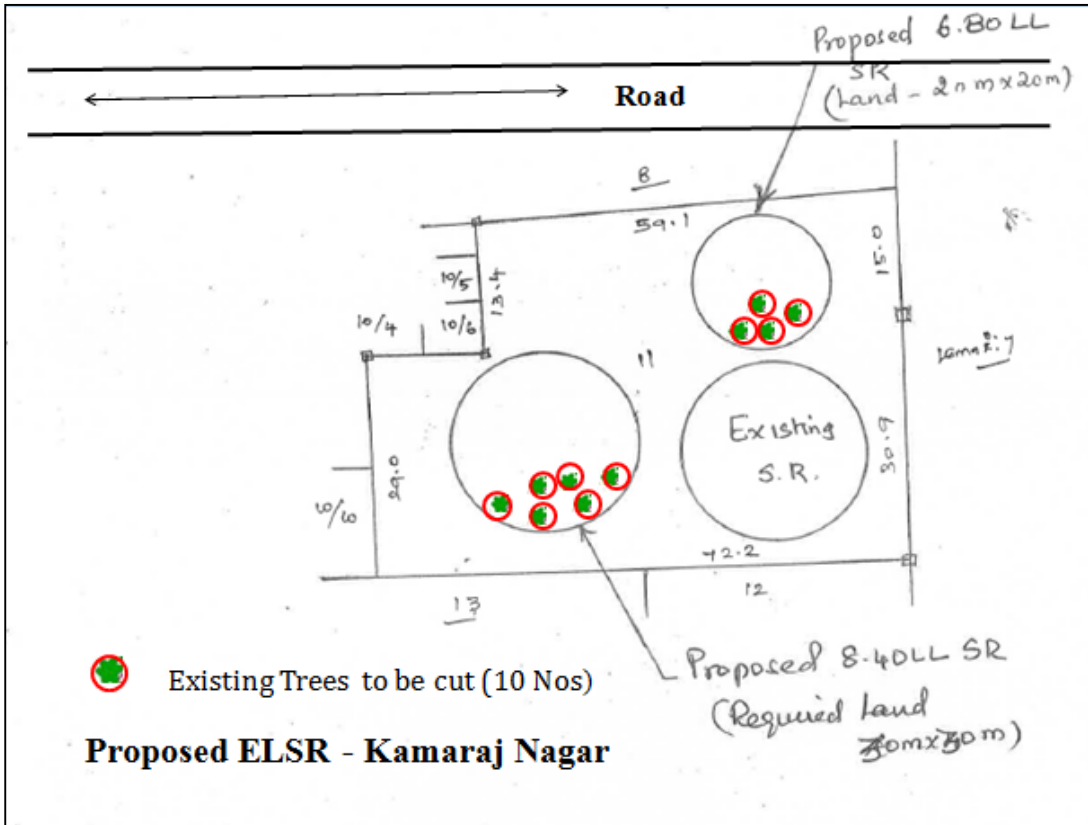 Proposed 6.80LL
SR
(Land - 20m x 20m)
Road
8
59.1
15.0
10/5
13.4
10/4
10/6
11
Existing
S.R.
30.9
29.0
10/10
72.2
13
12
Existing Trees to be cut (10 Nos)
Proposed 8.40LL SR
(Required Land
30m x 30m)
Proposed ELSR - Kamaraj Nagar